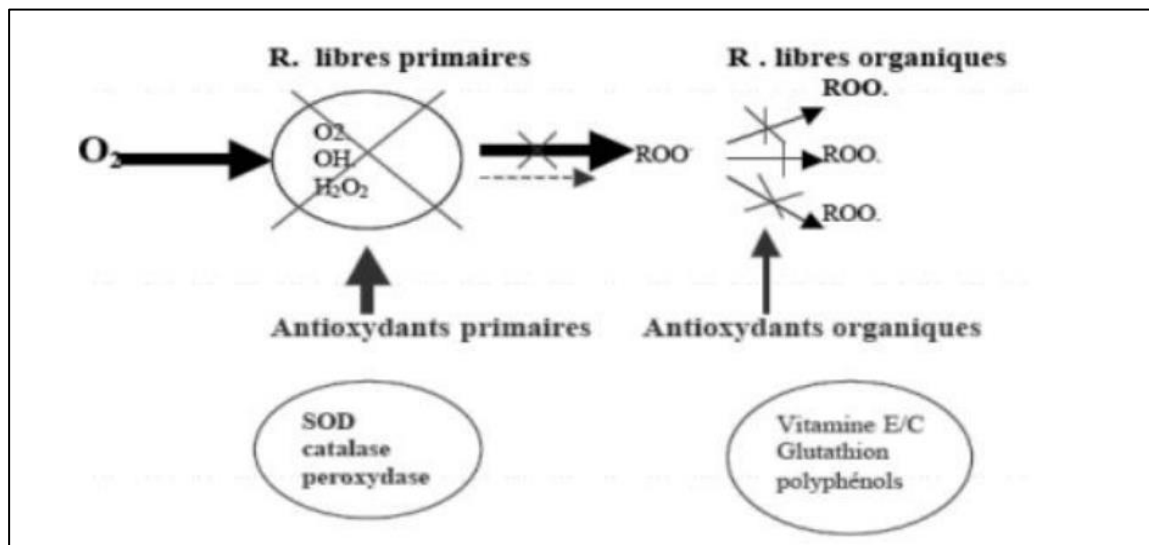 R. libres primaires
R . libres organiques
O₂
O2.
OH.
H₂O₂
ROO·
ROO.
ROO.
ROO.
Antioxydants primaires
Antioxydants organiques
SOD
catalase
peroxydase
Vitamine E/C
Glutathion
polyphénols